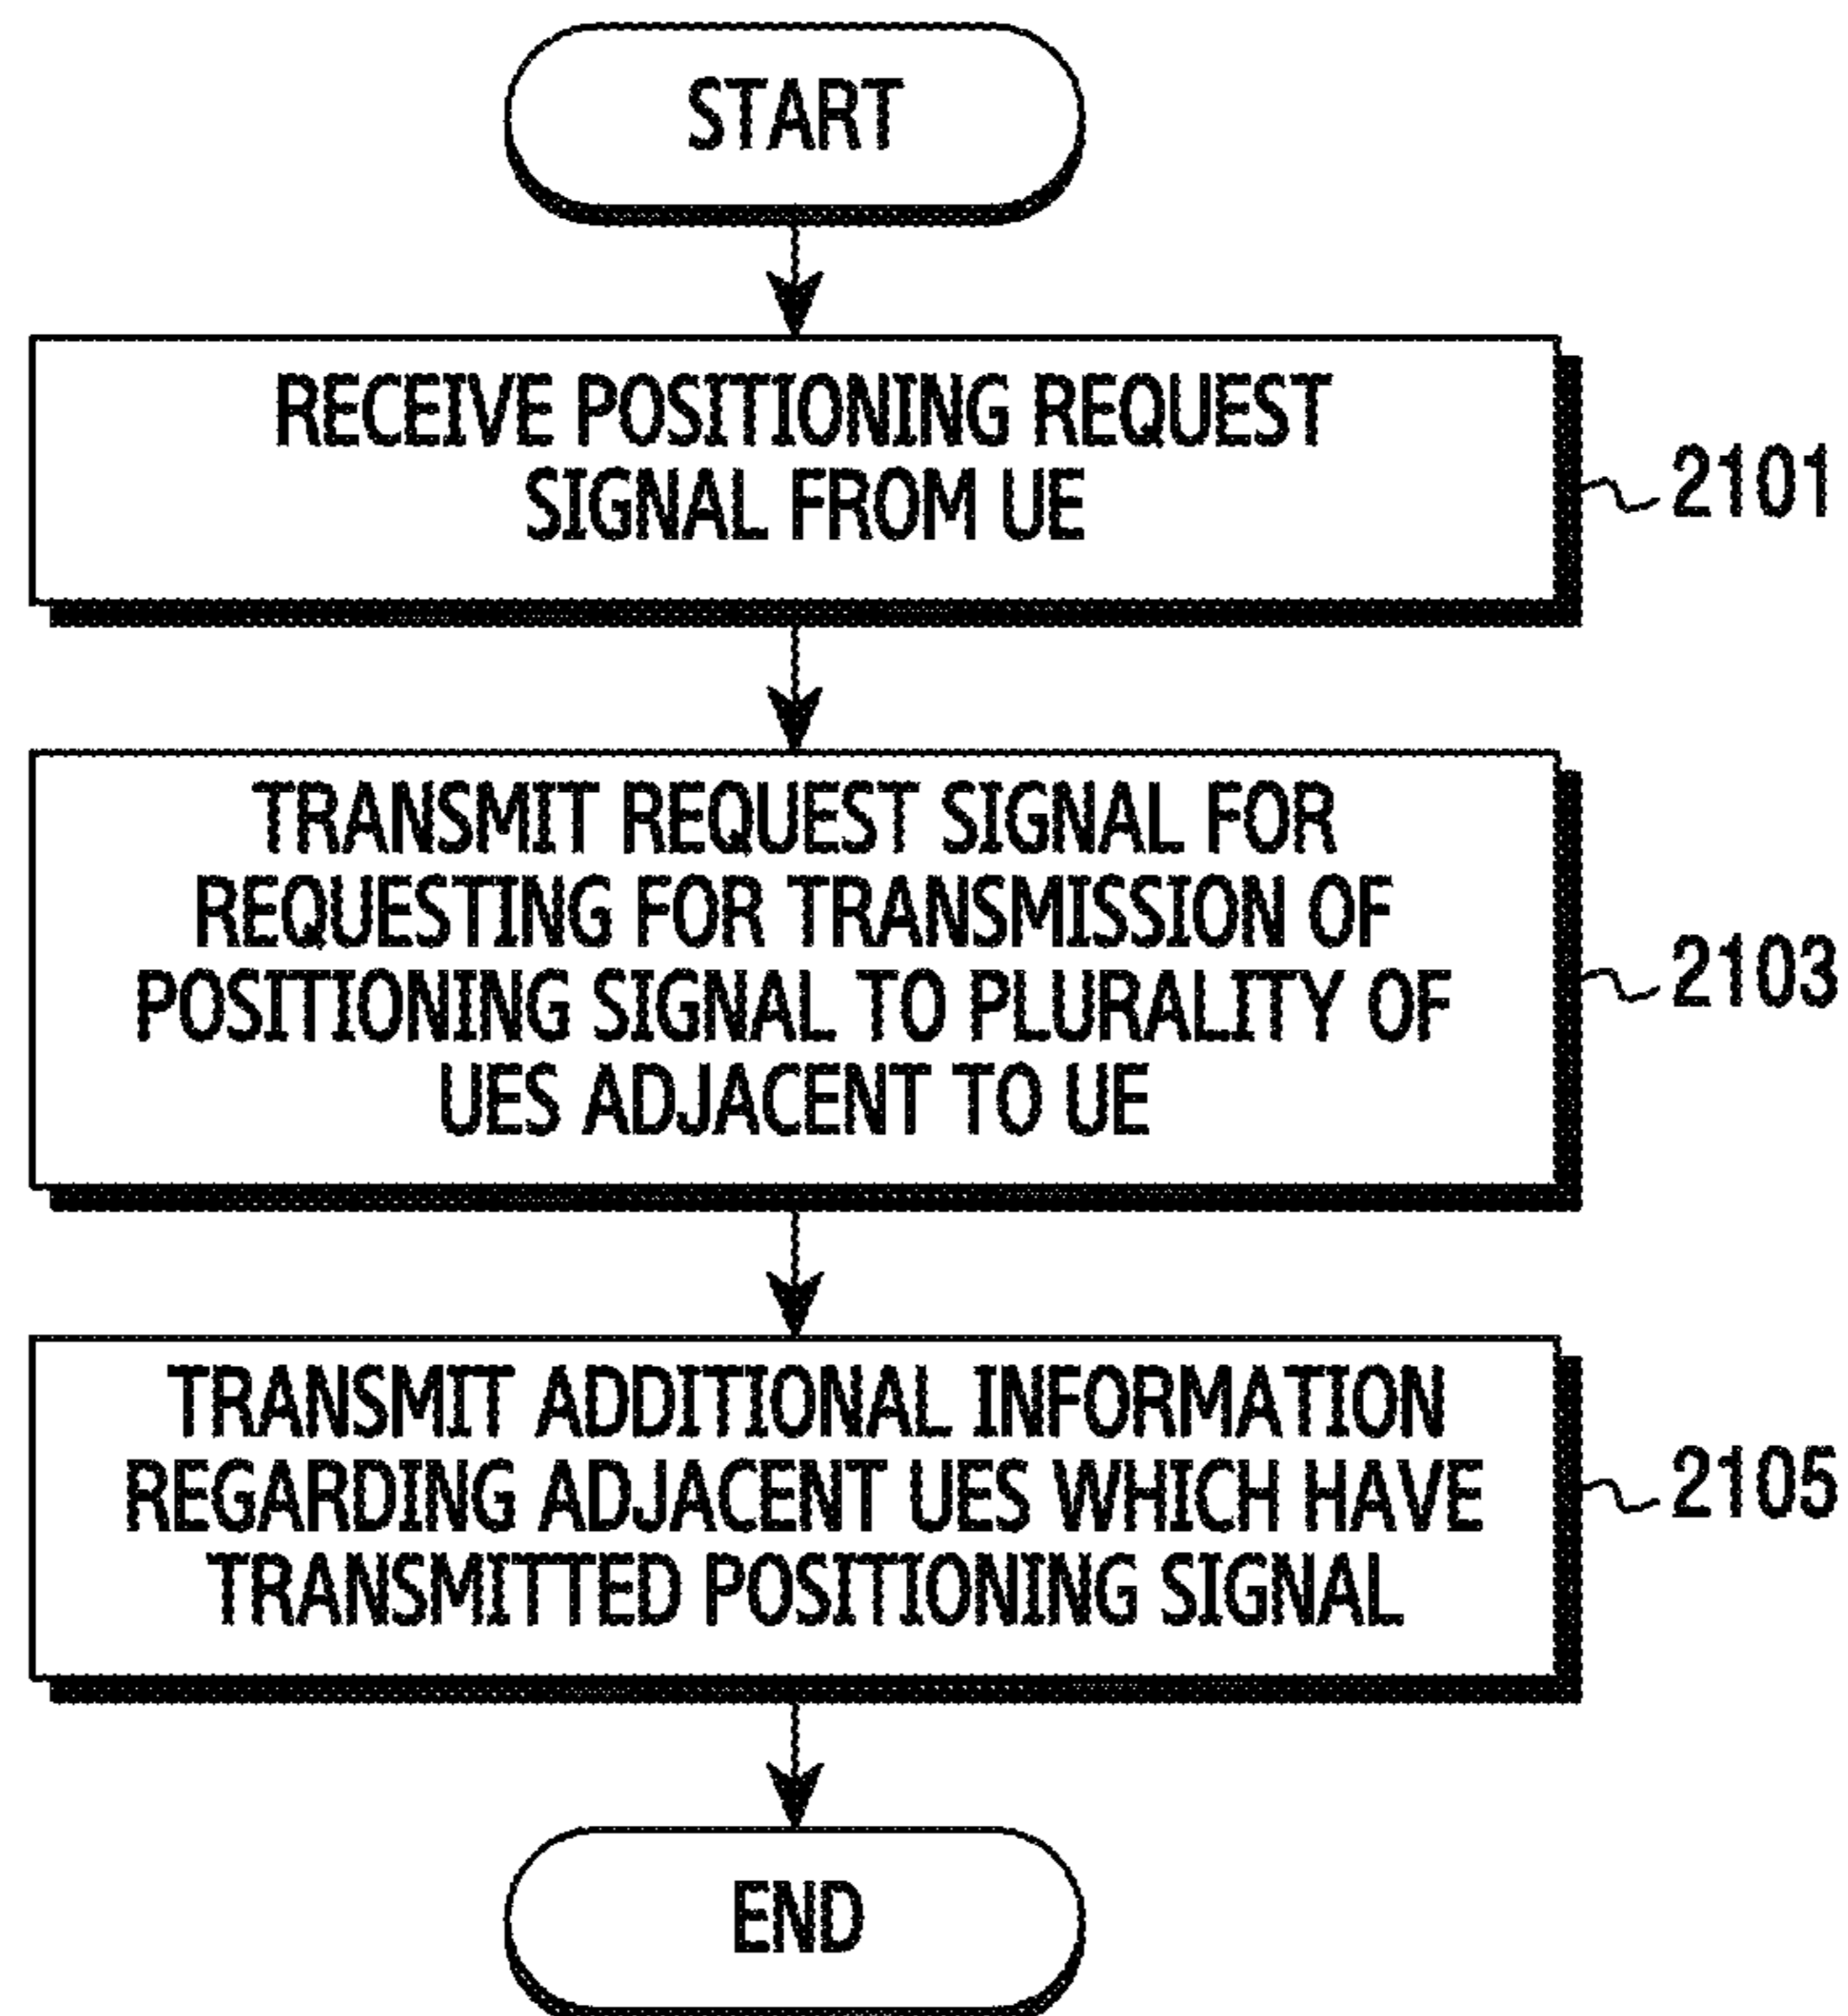 START
RECEIVE POSITIONING REQUEST
SIGNAL FROM UE
2101
TRANSMIT REQUEST SIGNAL FOR
REQUESTING FOR TRANSMISSION OF
POSITIONING SIGNAL TO PLURALITY OF
UES ADJACENT TO UE
2103
TRANSMIT ADDITIONAL INFORMATION
REGARDING ADJACENT UES WHICH HAVE
TRANSMITTED POSITIONING SIGNAL
2105
END